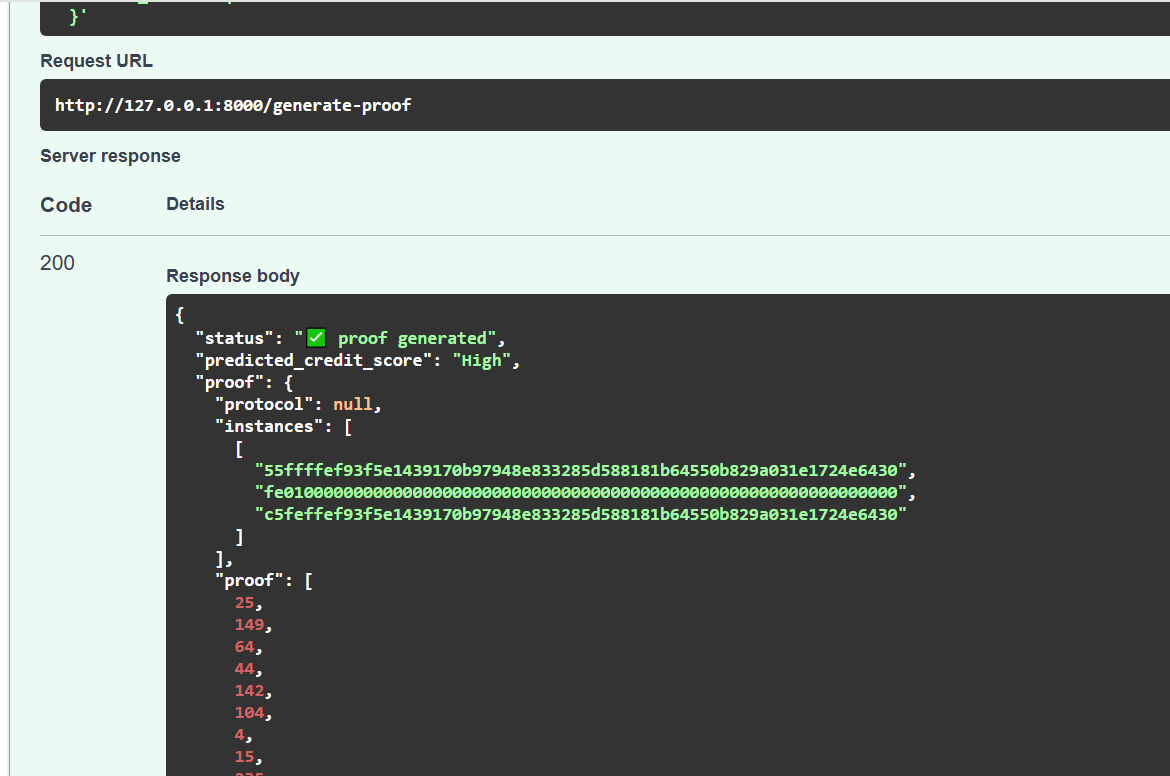 }'
Request URL
http://127.0.0.1:8000/generate-proof
Server response
Code Details
200
Response body
{
"status": "✅ proof generated",
"predicted_credit_score": "High",
"proof": {
"protocol": null,
"instances": [
[
"55ffffef93f5e1439170b97948e833285d588181b64550b829a031e1724e6430",
"fe01000000000000000000000000000000000000000000000000000000000000",
"c5feffef93f5e1439170b97948e833285d588181b64550b829a031e1724e6430"
]
],
"proof": [
25,
149,
64,
44,
142,
104,
4,
15,